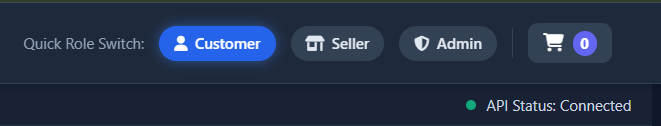 Quick Role Switch: Customer Seller Admin 0
API Status: Connected